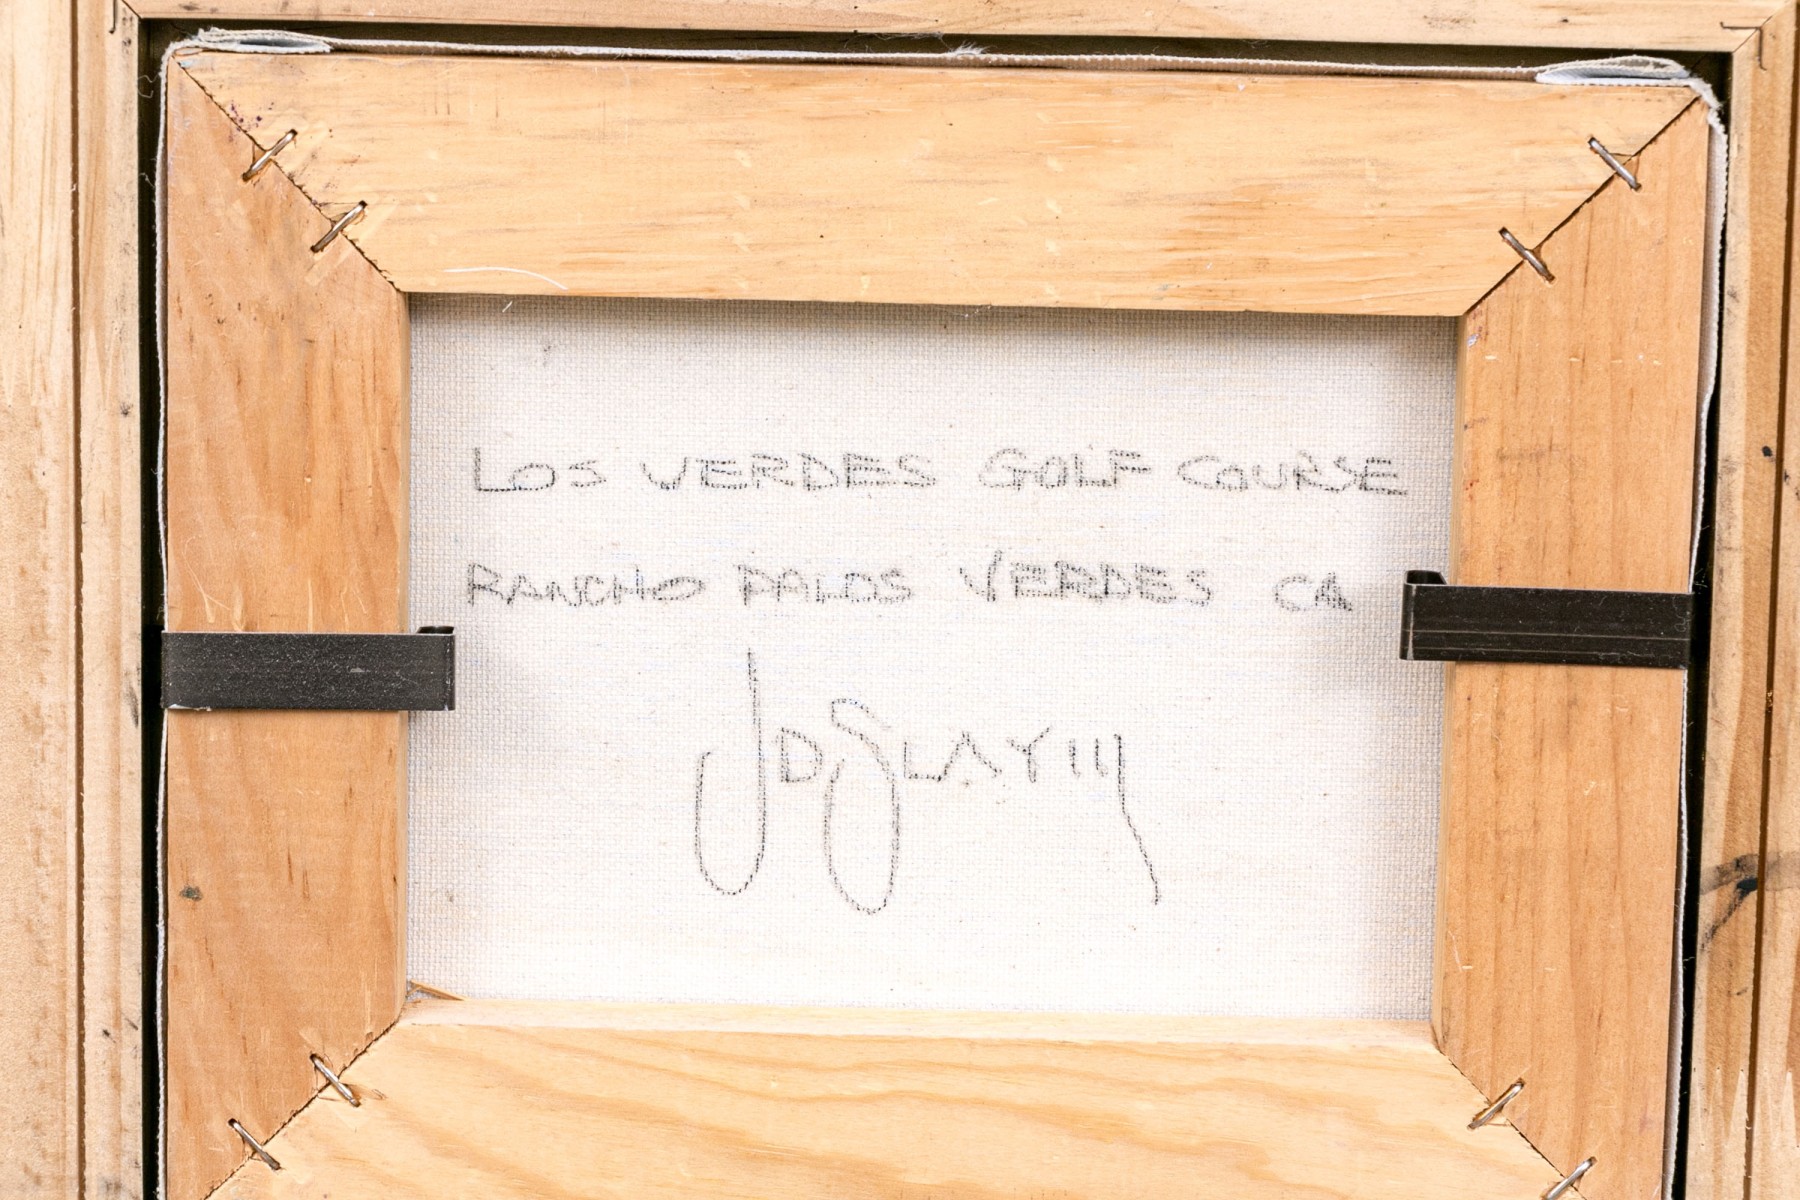 LOS VERDES GOLF COURSE
RANCHO PALOS VERDES CA
JD SLAY III